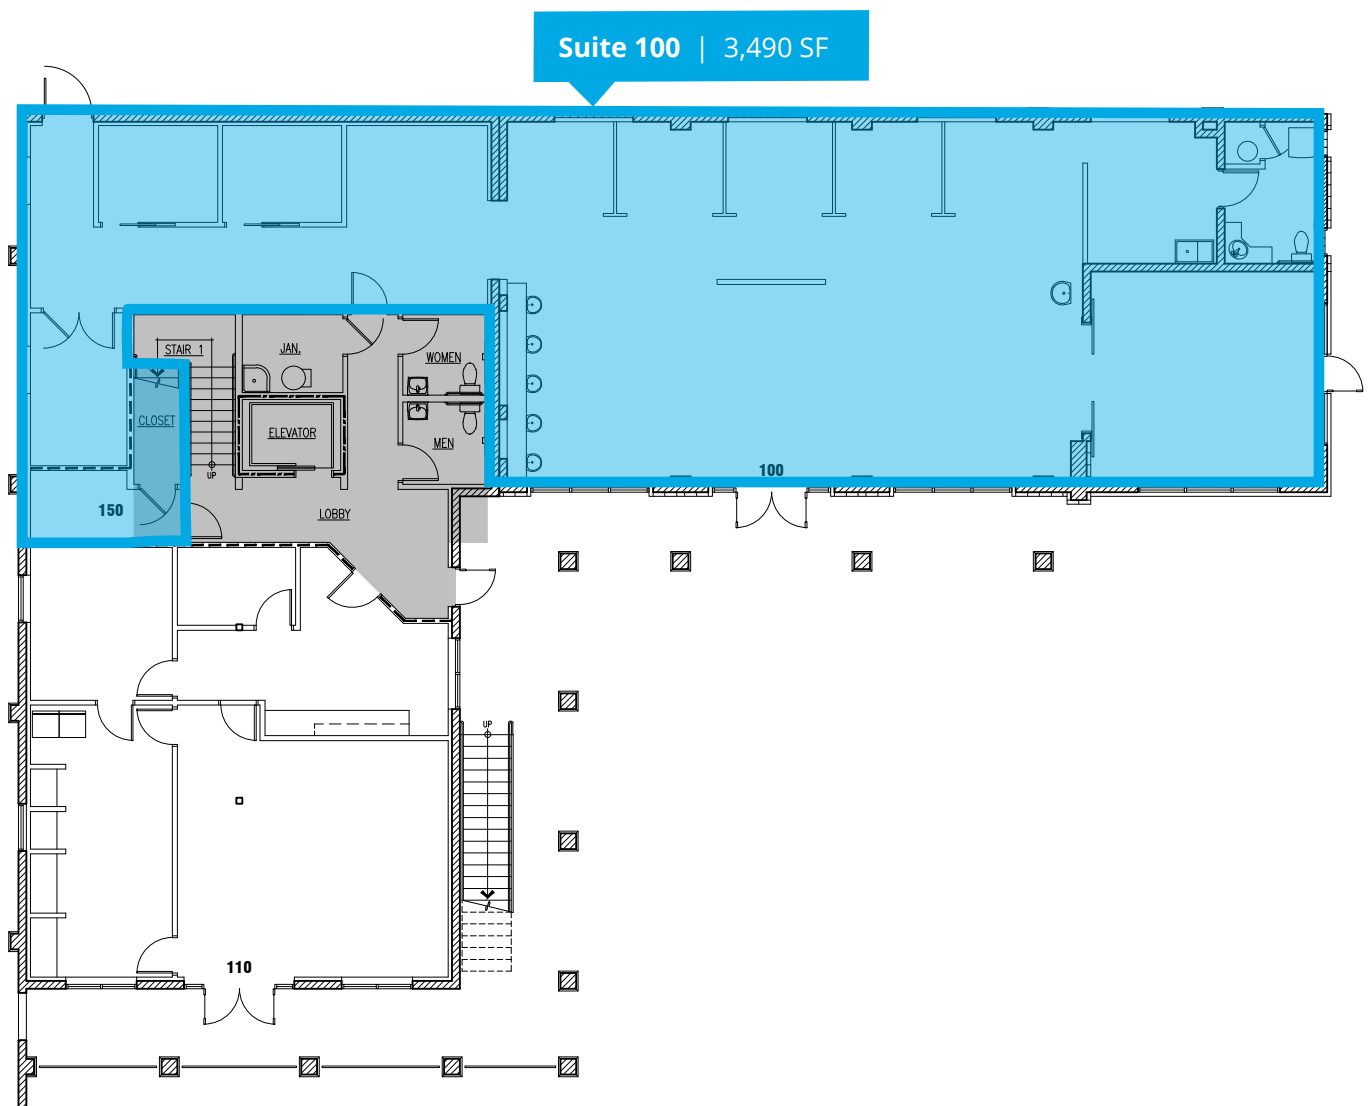 Suite 100 | 3,490 SF
STAIR 1
JAN.
WOMEN
CLOSET
ELEVATOR
MEN
UP
100
150
LOBBY
UP
110